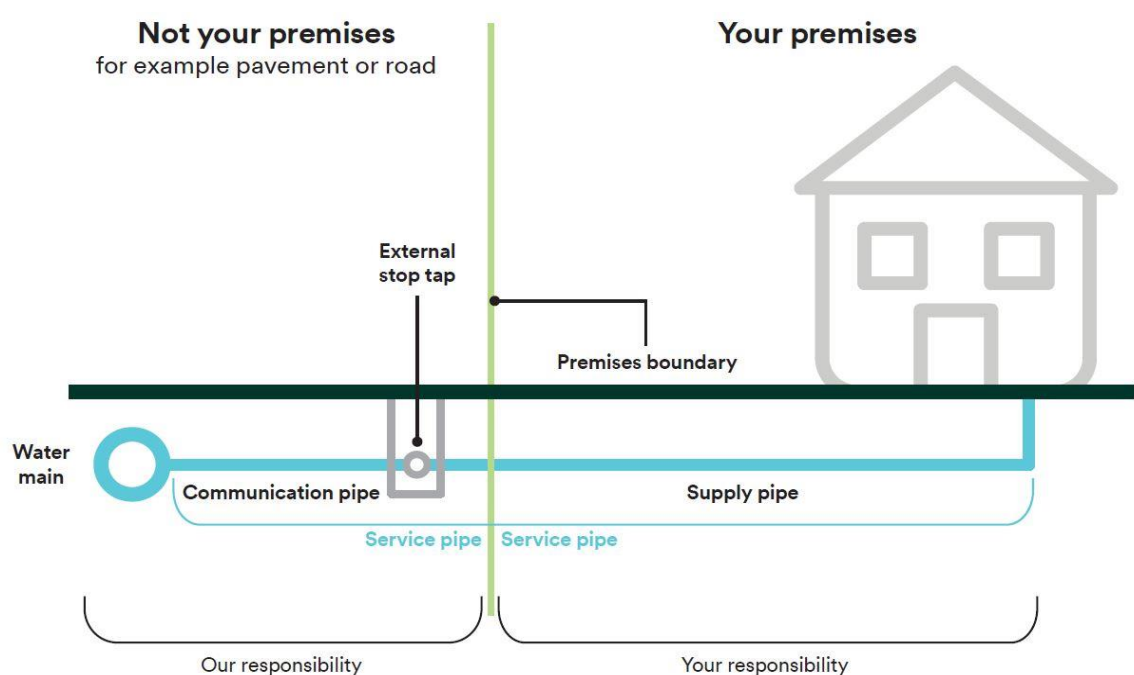 Not your premises
for example pavement or road
Your premises
External
stop tap
Premises boundary
Water
main
Communication pipe
Supply pipe
Service pipe
Service pipe
Our responsibility
Your responsibility